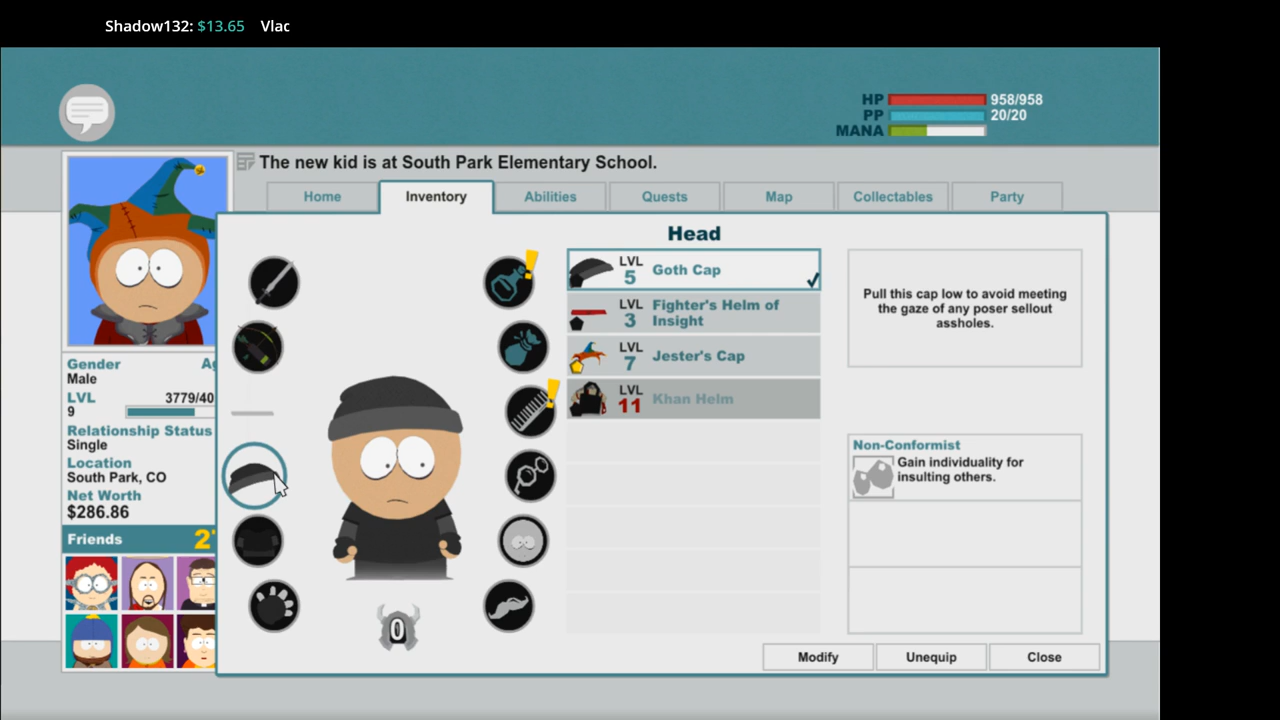 Shadow132: $13.65 Vlac
HP 958/958
PP 20/20
MANA
The new kid is at South Park Elementary School.
Home Inventory Abilities Quests Map Collectables Party
Head
Gender
Male
LVL 3779/40
9
Relationship Status
Single
Location
South Park, CO
Net Worth
$286.86
Friends
LVL
5 Goth Cap
LVL
3 Fighter's Helm of
Insight
LVL
7 Jester's Cap
LVL
11 Khan Helm
0
Pull this cap low to avoid meeting
the gaze of any poser sellout
assholes.
Non-Conformist
Gain individuality for
insulting others.
Modify Unequip Close